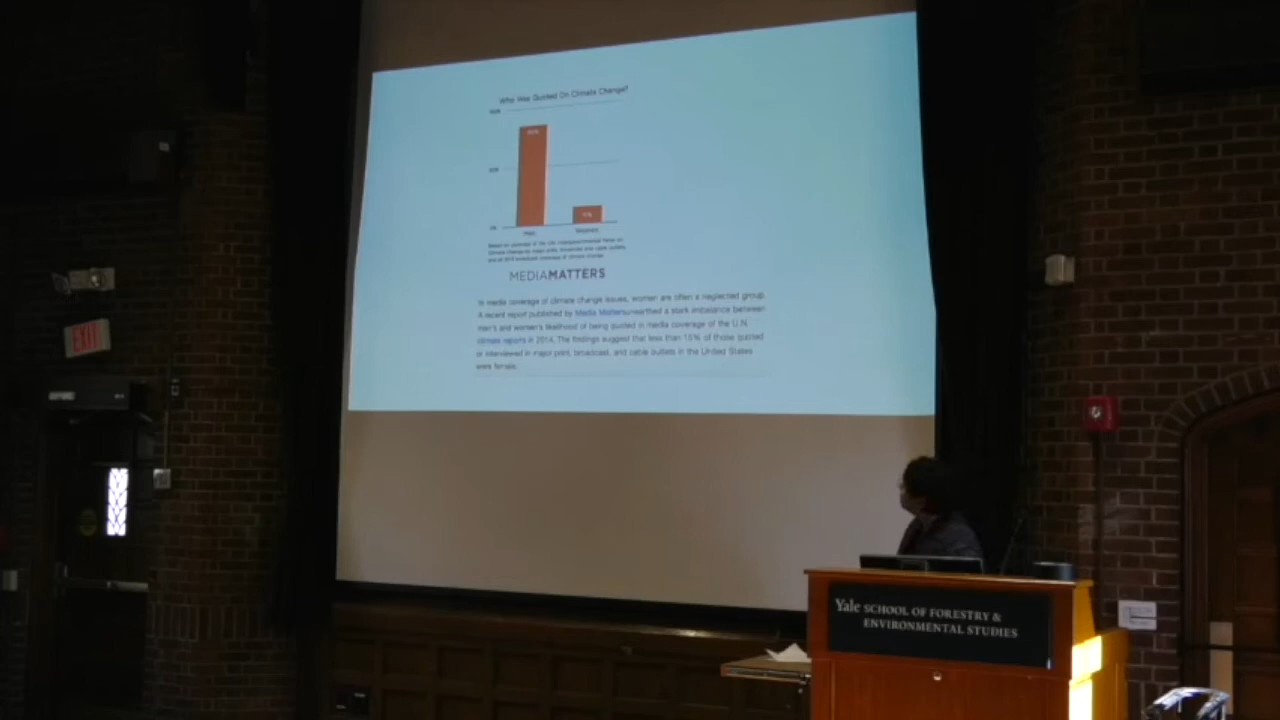 Who Was Quoted On Climate Change?
Men
Women
MEDIAMATTERS
In media coverage of climate change issues, women are often a neglected group.
A recent report published by Media Matters unearthed a stark imbalance between
men's and women's likelihood of being quoted in media coverage of the U.N.
climate reports in 2014. The findings suggest that less than 15% of those quoted
or interviewed in major print, broadcast, and cable outlets in the United States
were female.
EXIT
Yale SCHOOL OF FORESTRY &
ENVIRONMENTAL STUDIES